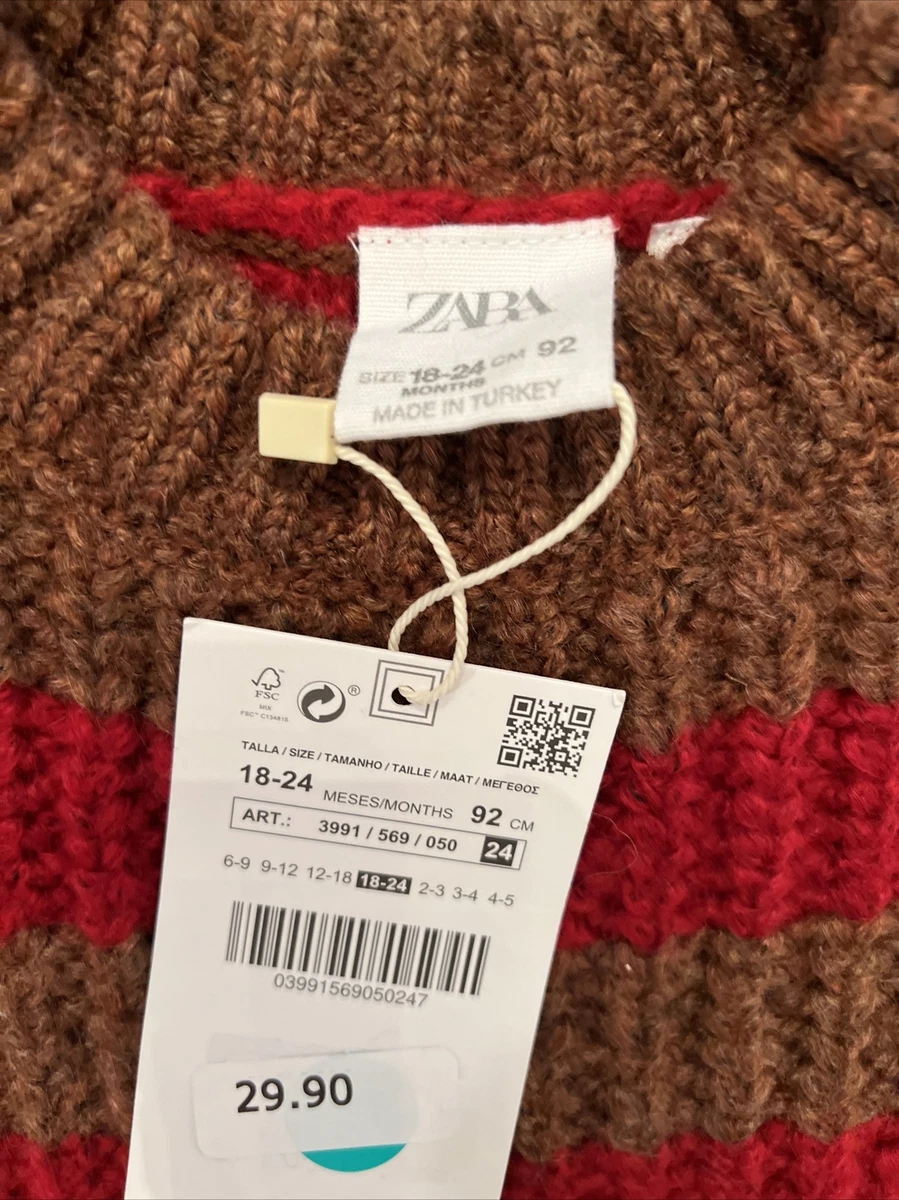 ZARA
SIZE 18-24 CM 92
MONTHS
MADE IN TURKEY
FSC
MIX
FSC™ C134815
®
TALLA / SIZE / TAMANHO / TAILLE / MAAT / ΜΕΓΕΘΟΣ
18-24 MESES/MONTHS 92 CM
ART.: 3991 / 569 / 050 24
6-9 9-12 12-18 18-24 2-3 3-4 4-5
03991569050247
29.90